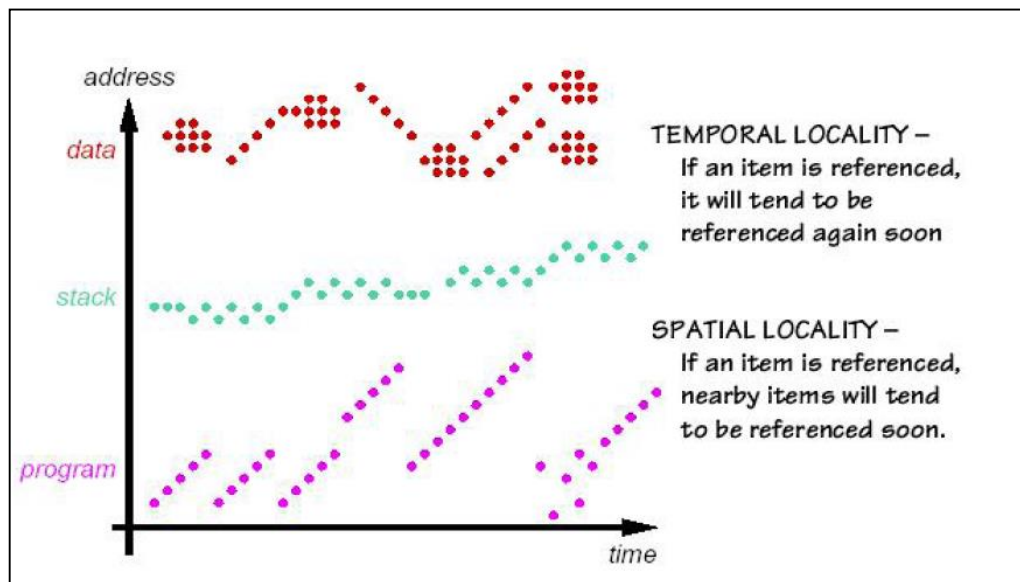 address
data
stack
program
time
TEMPORAL LOCALITY –
If an item is referenced,
it will tend to be
referenced again soon
SPATIAL LOCALITY –
If an item is referenced,
nearby items will tend
to be referenced soon.